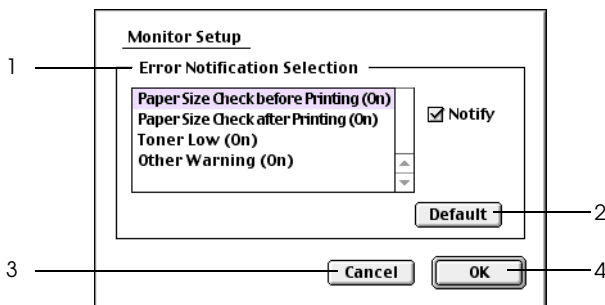 Monitor Setup
1
Error Notification Selection
Paper Size Check before Printing (On)
Paper Size Check after Printing (On)
Toner Low (On)
Other Warning (On)
Notify
Default
2
3
Cancel
OK
4